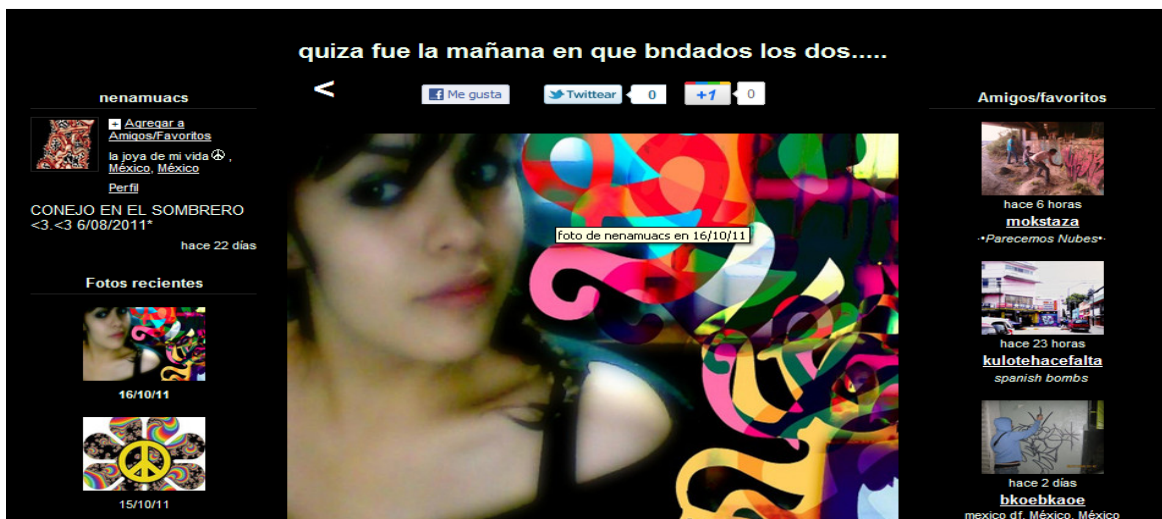 quiza fue la mañana en que bndados los dos.....
<
Me gusta
Twittear 0
+1 0
nenamuacs
+ Agregar a
Amigos/Favoritos
la joya de mi vida ☮ ,
México, México
Perfil
CONEJO EN EL SOMBRERO
<3.<3 6/08/2011*
hace 22 días
Fotos recientes
16/10/11
15/10/11
foto de nenamuacs en 16/10/11
Amigos/favoritos
hace 6 horas
mokstaza
·•Parecemos Nubes•·
hace 23 horas
kulotehacefalta
spanish bombs
hace 2 días
bkoebkaoe
mexico df, México, México